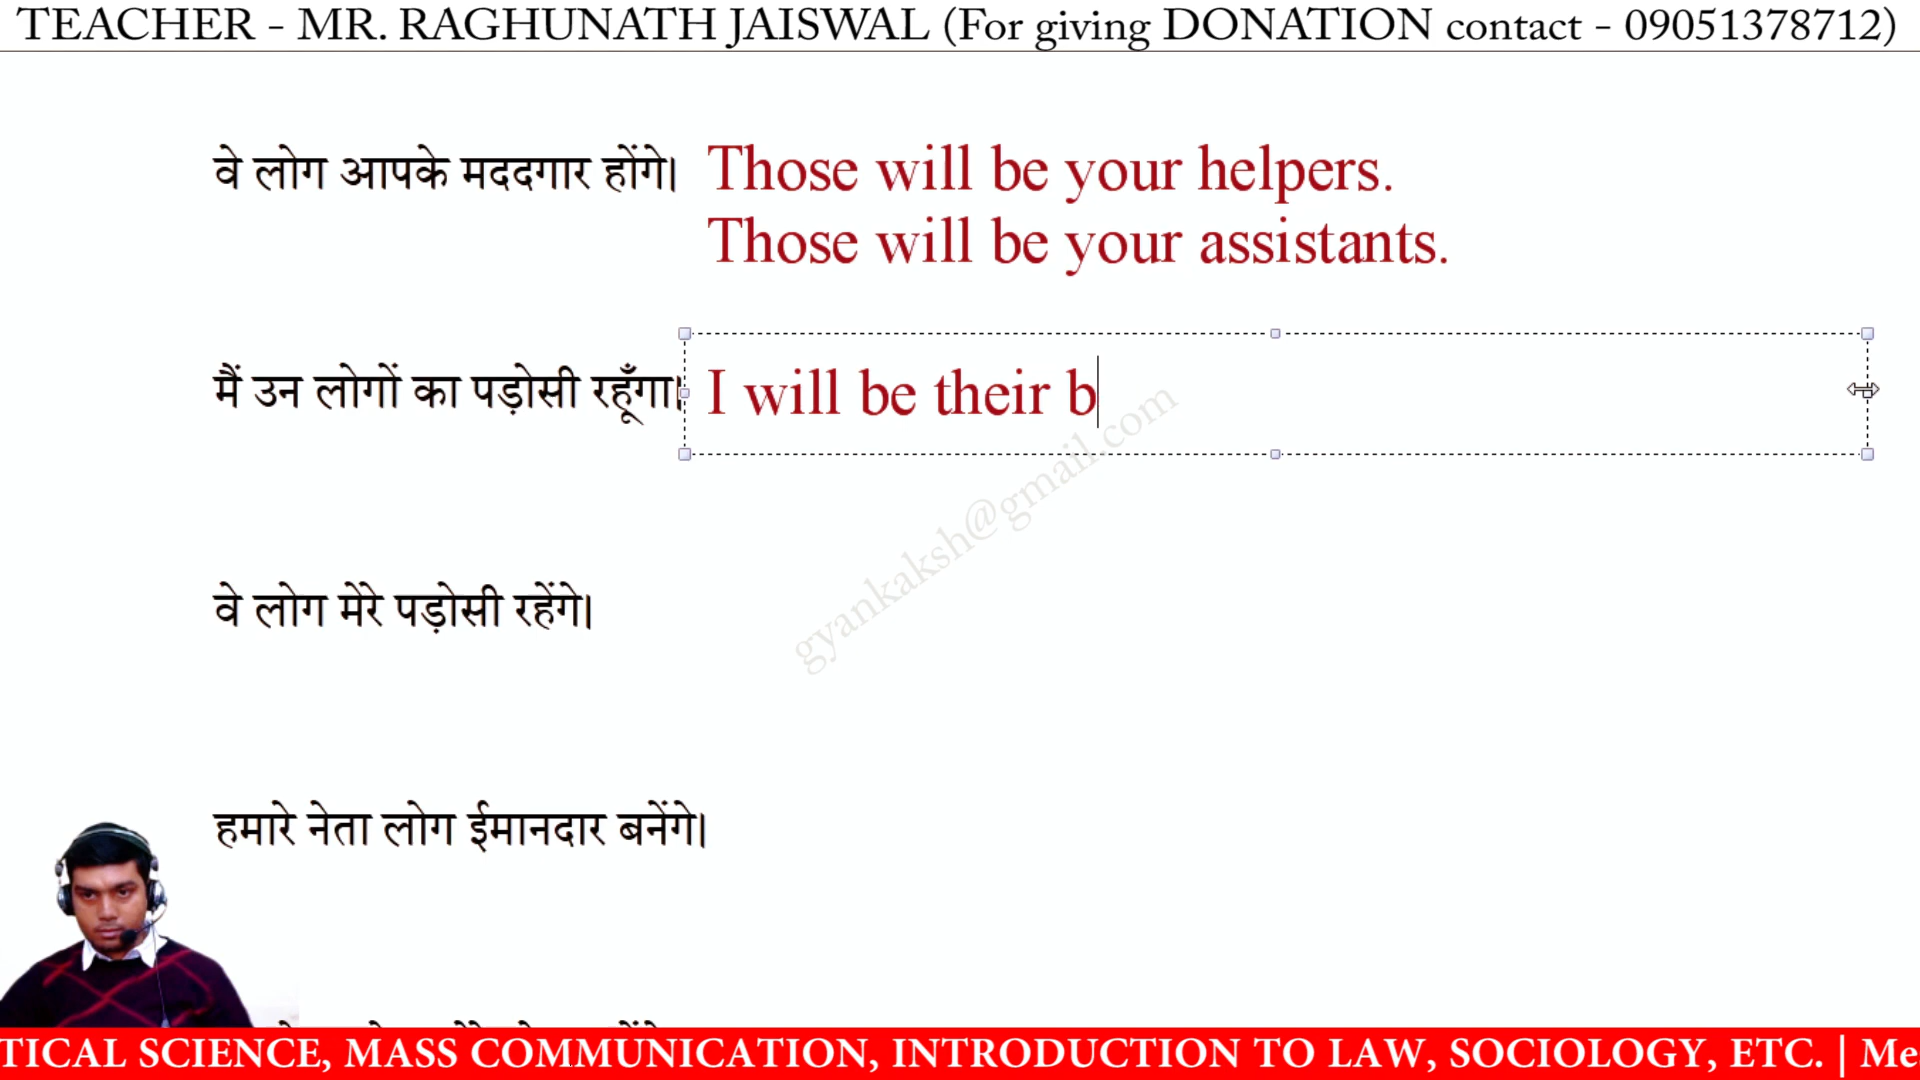 TEACHER - MR. RAGHUNATH JAISWAL (For giving DONATION contact - 09051378712)
वे लोग आपके मददगार होंगे। Those will be your helpers.
Those will be your assistants.
मैं उन लोगों का पड़ोसी रहूँगा। I will be their b
gyankaksh@gmail.com
वे लोग मेरे पड़ोसी रहेंगे।
हमारे नेता लोग ईमानदार बनेंगे।
TICAL SCIENCE, MASS COMMUNICATION, INTRODUCTION TO LAW, SOCIOLOGY, ETC. | Me